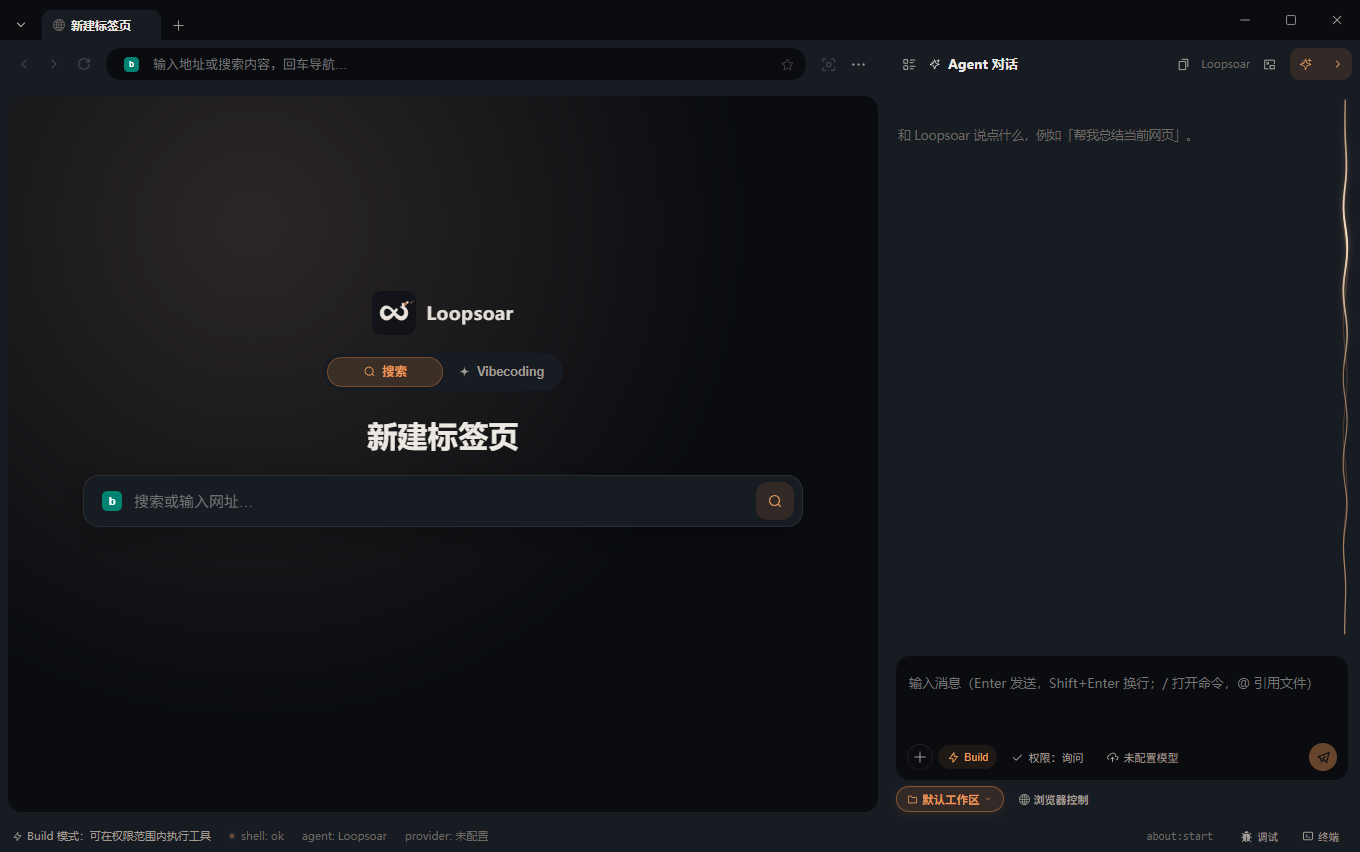 新建标签页
b 输入地址或搜索内容，回车导航...
Agent 对话
Loopsoar
和 Loopsoar 说点什么，例如「帮我总结当前网页」。
Loopsoar
搜索
Vibecoding
新建标签页
b 搜索或输入网址...
输入消息（Enter 发送，Shift+Enter 换行；/ 打开命令，@ 引用文件）
Build
权限：询问
未配置模型
默认工作区
浏览器控制
Build 模式：可在权限范围内执行工具
shell: ok
agent: Loopsoar
provider: 未配置
about:start
调试
终端